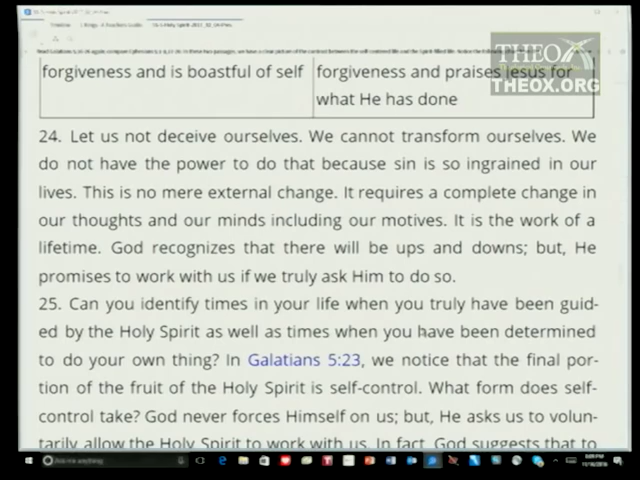 THEOX
THEOX.ORG
forgiveness and is boastful of self
forgiveness and praises Jesus for
what He has done
24. Let us not deceive ourselves. We cannot transform ourselves. We
do not have the power to do that because sin is so ingrained in our
lives. This is no mere external change. It requires a complete change in
our thoughts and our minds including our motives. It is the work of a
lifetime. God recognizes that there will be ups and downs; but, He
promises to work with us if we truly ask Him to do so.
25. Can you identify times in your life when you truly have been guid-
ed by the Holy Spirit as well as times when you have been determined
to do your own thing? In Galatians 5:23, we notice that the final por-
tion of the fruit of the Holy Spirit is self-control. What form does self-
control take? God never forces Himself on us; but, He asks us to volun-
tarily allow the Holy Spirit to work with us. In fact, God suggests that to